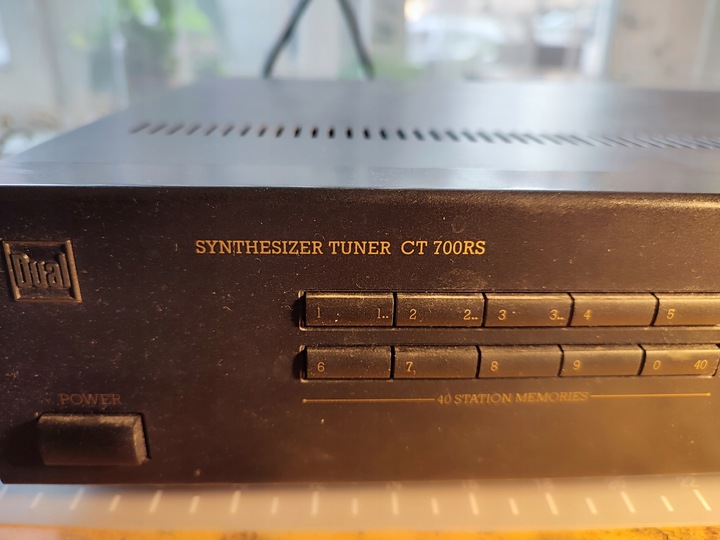 Dual
SYNTHESIZER TUNER CT 700RS
1 1.. 2 2.. 3 3.. 4 5
6 7 8 9 0 40
40 STATION MEMORIES
POWER